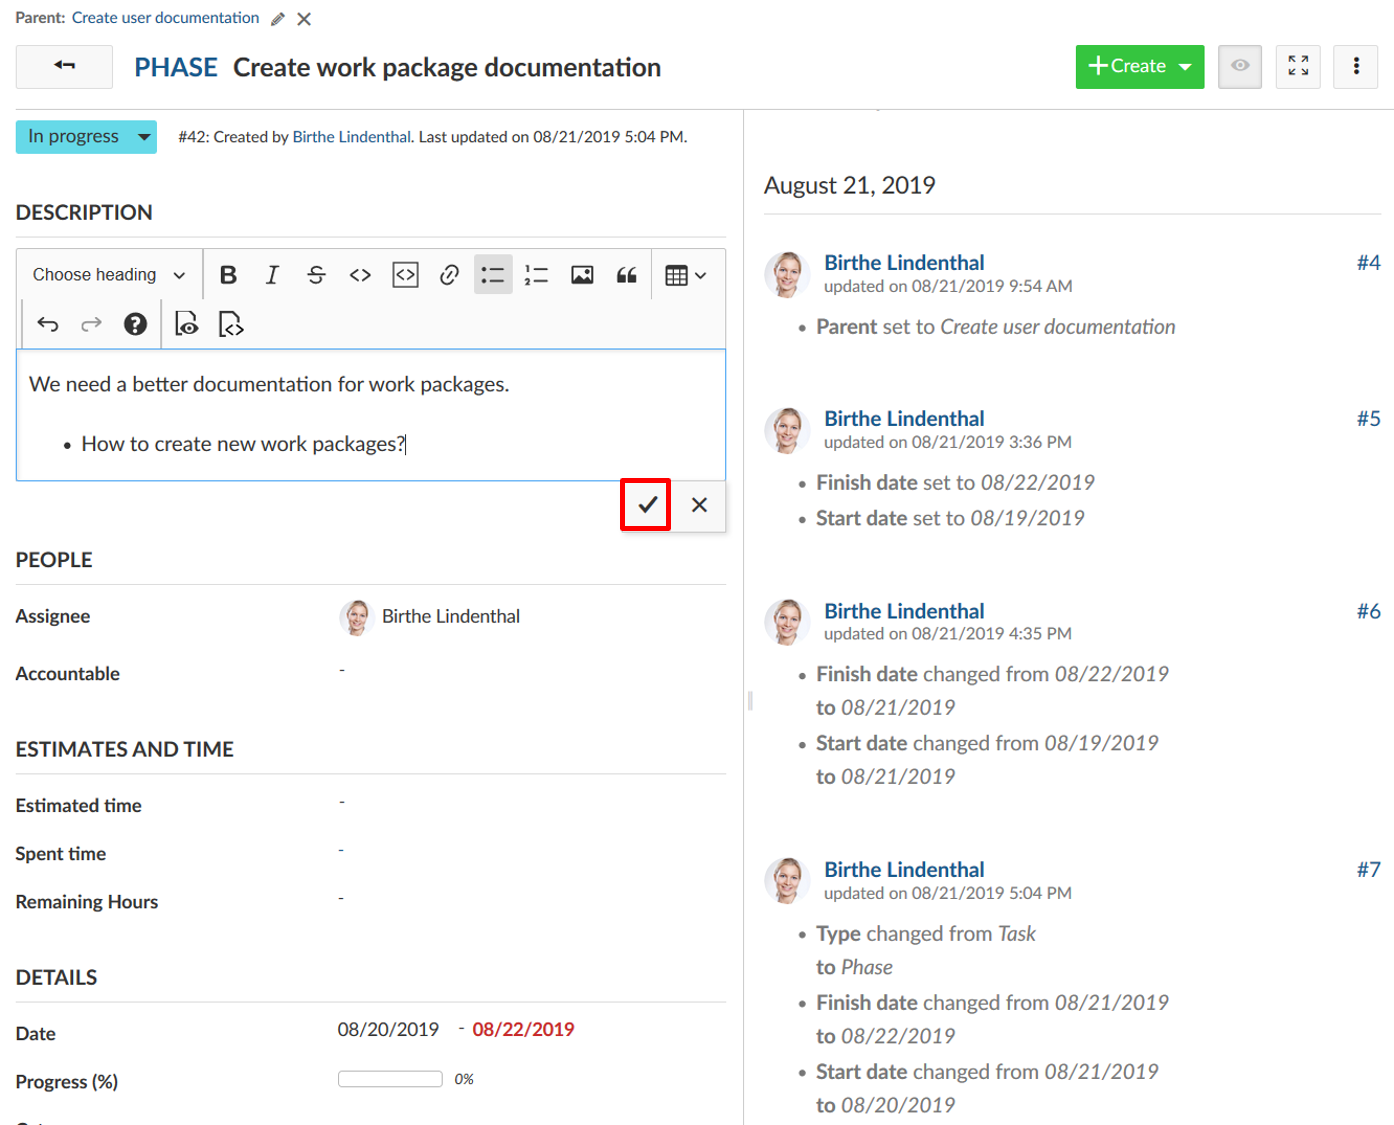 Parent: Create user documentation
PHASE Create work package documentation
+Create
In progress
#42: Created by Birthe Lindenthal. Last updated on 08/21/2019 5:04 PM.
DESCRIPTION
Choose heading
We need a better documentation for work packages.
• How to create new work packages?
PEOPLE
Assignee Birthe Lindenthal
Accountable -
ESTIMATES AND TIME
Estimated time -
Spent time -
Remaining Hours -
DETAILS
Date 08/20/2019 - 08/22/2019
Progress (%) 0%
August 21, 2019
Birthe Lindenthal #4
updated on 08/21/2019 9:54 AM
• Parent set to Create user documentation
Birthe Lindenthal #5
updated on 08/21/2019 3:36 PM
• Finish date set to 08/22/2019
• Start date set to 08/19/2019
Birthe Lindenthal #6
updated on 08/21/2019 4:35 PM
• Finish date changed from 08/22/2019
to 08/21/2019
• Start date changed from 08/19/2019
to 08/21/2019
Birthe Lindenthal #7
updated on 08/21/2019 5:04 PM
• Type changed from Task
to Phase
• Finish date changed from 08/21/2019
to 08/22/2019
• Start date changed from 08/21/2019
to 08/20/2019